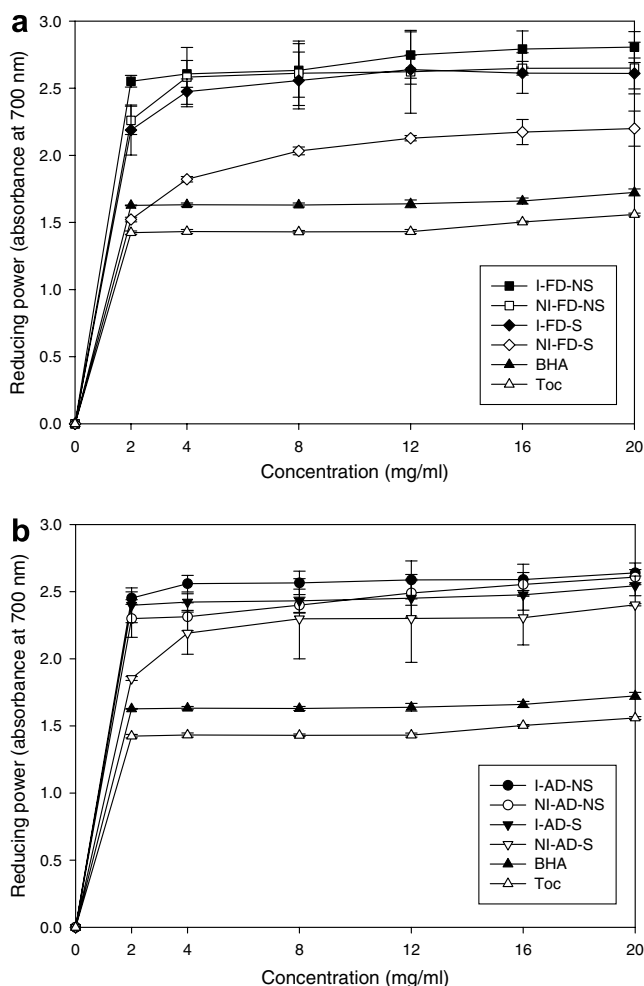 a
Reducing power (absorbance at 700 nm)
3.0
2.5
2.0
1.5
1.0
0.5
0.0
I-FD-NS
NI-FD-NS
I-FD-S
NI-FD-S
BHA
Toc
0 2 4 8 12 16 20
Concentration (mg/ml)
b
Reducing power (absorbance at 700 nm)
3.0
2.5
2.0
1.5
1.0
0.5
0.0
I-AD-NS
NI-AD-NS
I-AD-S
NI-AD-S
BHA
Toc
0 2 4 8 12 16 20
Concentration (mg/ml)